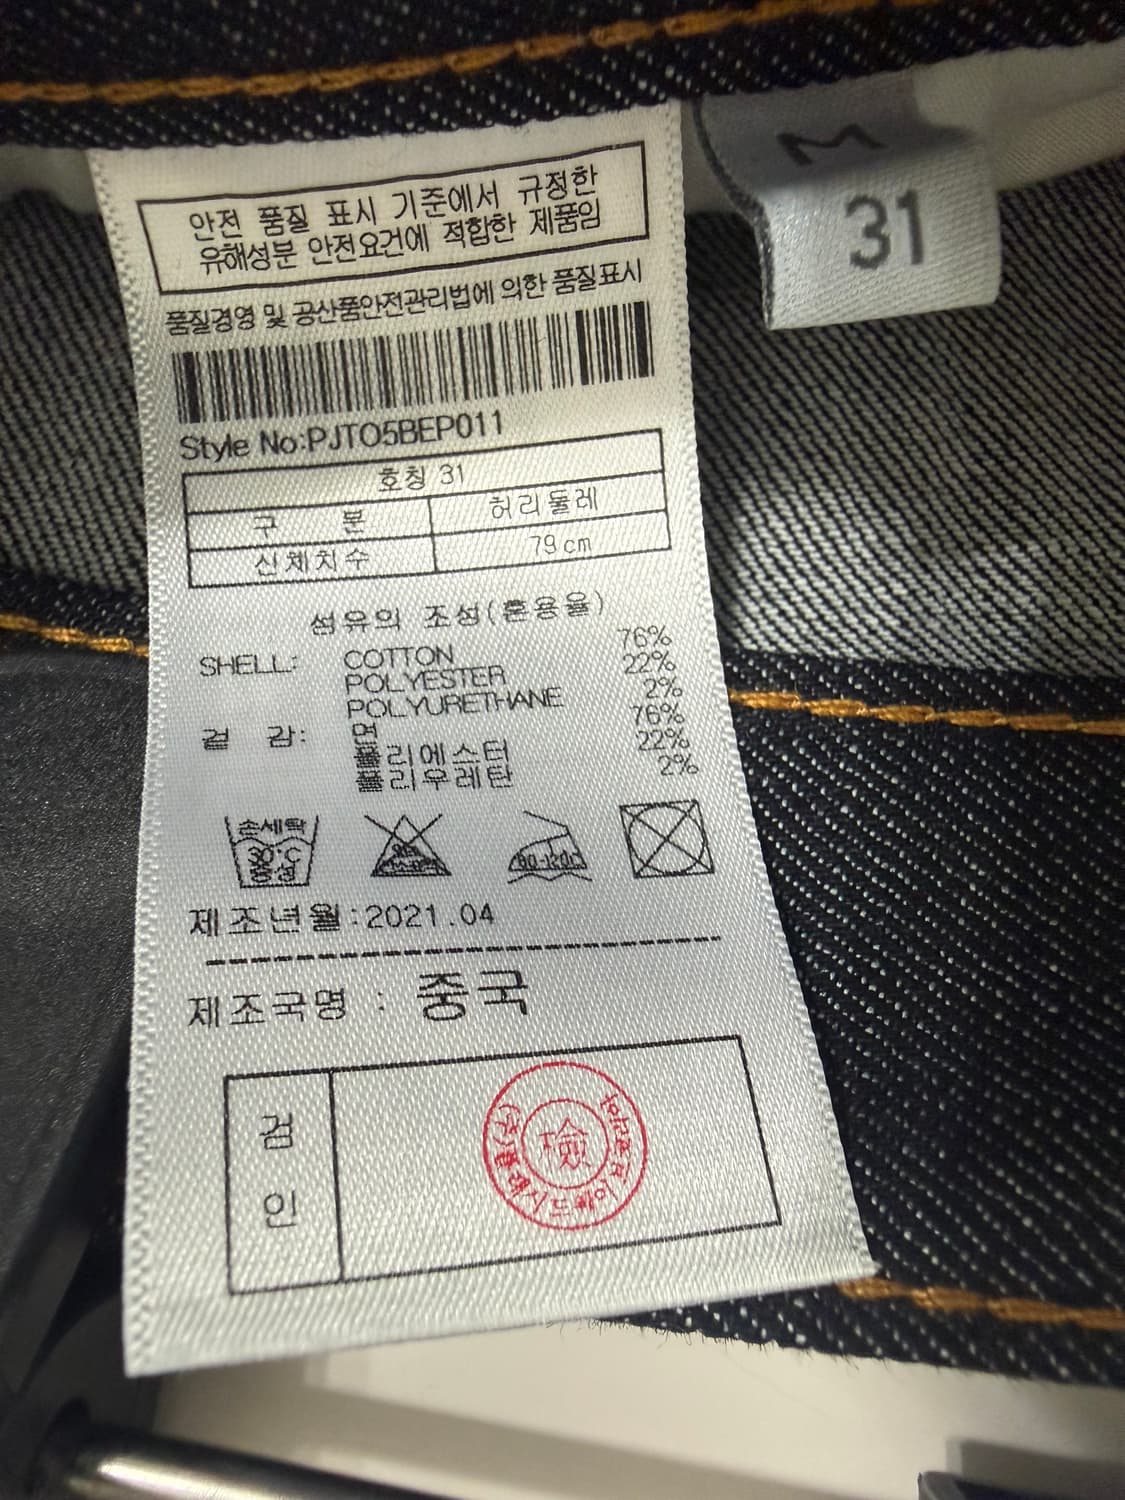 안전 품질 표시 기준에서 규정한
유해성분 안전요건에 적합한 제품임
품질경영 및 공산품안전관리법에 의한 품질표시
Style No:PJTO5BEP011
호칭 31
구 분 허리둘레
신체치수 79cm
섬유의 조성(혼용율)
SHELL: COTTON 76%
POLYESTER 22%
POLYURETHANE 2%
겉 감: 면 76%
폴리에스터 22%
폴리우레탄 2%
손세탁
30°C
중성
80-120C
제조년월:2021.04
제조국명 : 중국
검
인
檢
M
31